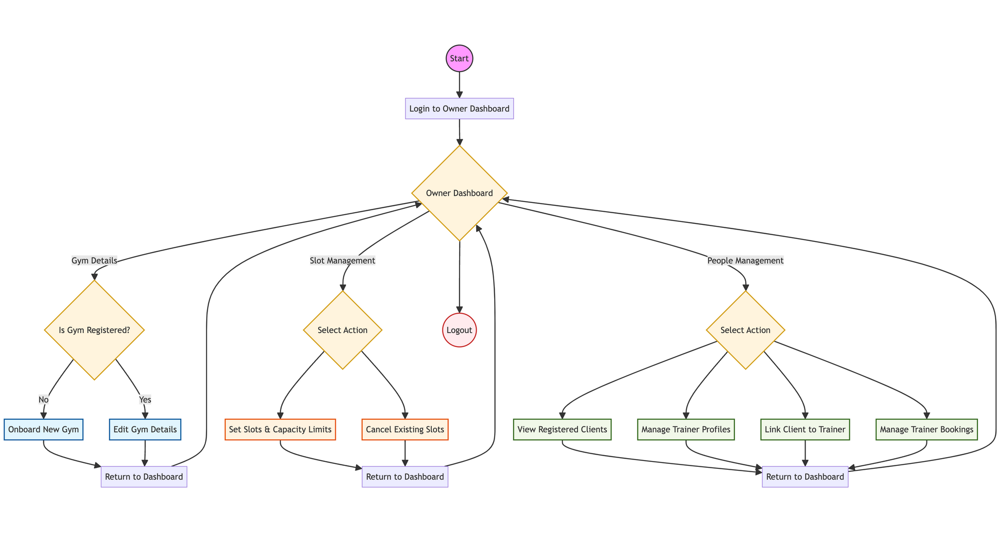 Start
Login to Owner Dashboard
Owner Dashboard
Gym Details
Slot Management
People Management
Is Gym Registered?
Select Action
Logout
Select Action
No
Yes
Onboard New Gym
Edit Gym Details
Set Slots & Capacity Limits
Cancel Existing Slots
View Registered Clients
Manage Trainer Profiles
Link Client to Trainer
Manage Trainer Bookings
Return to Dashboard
Return to Dashboard
Return to Dashboard